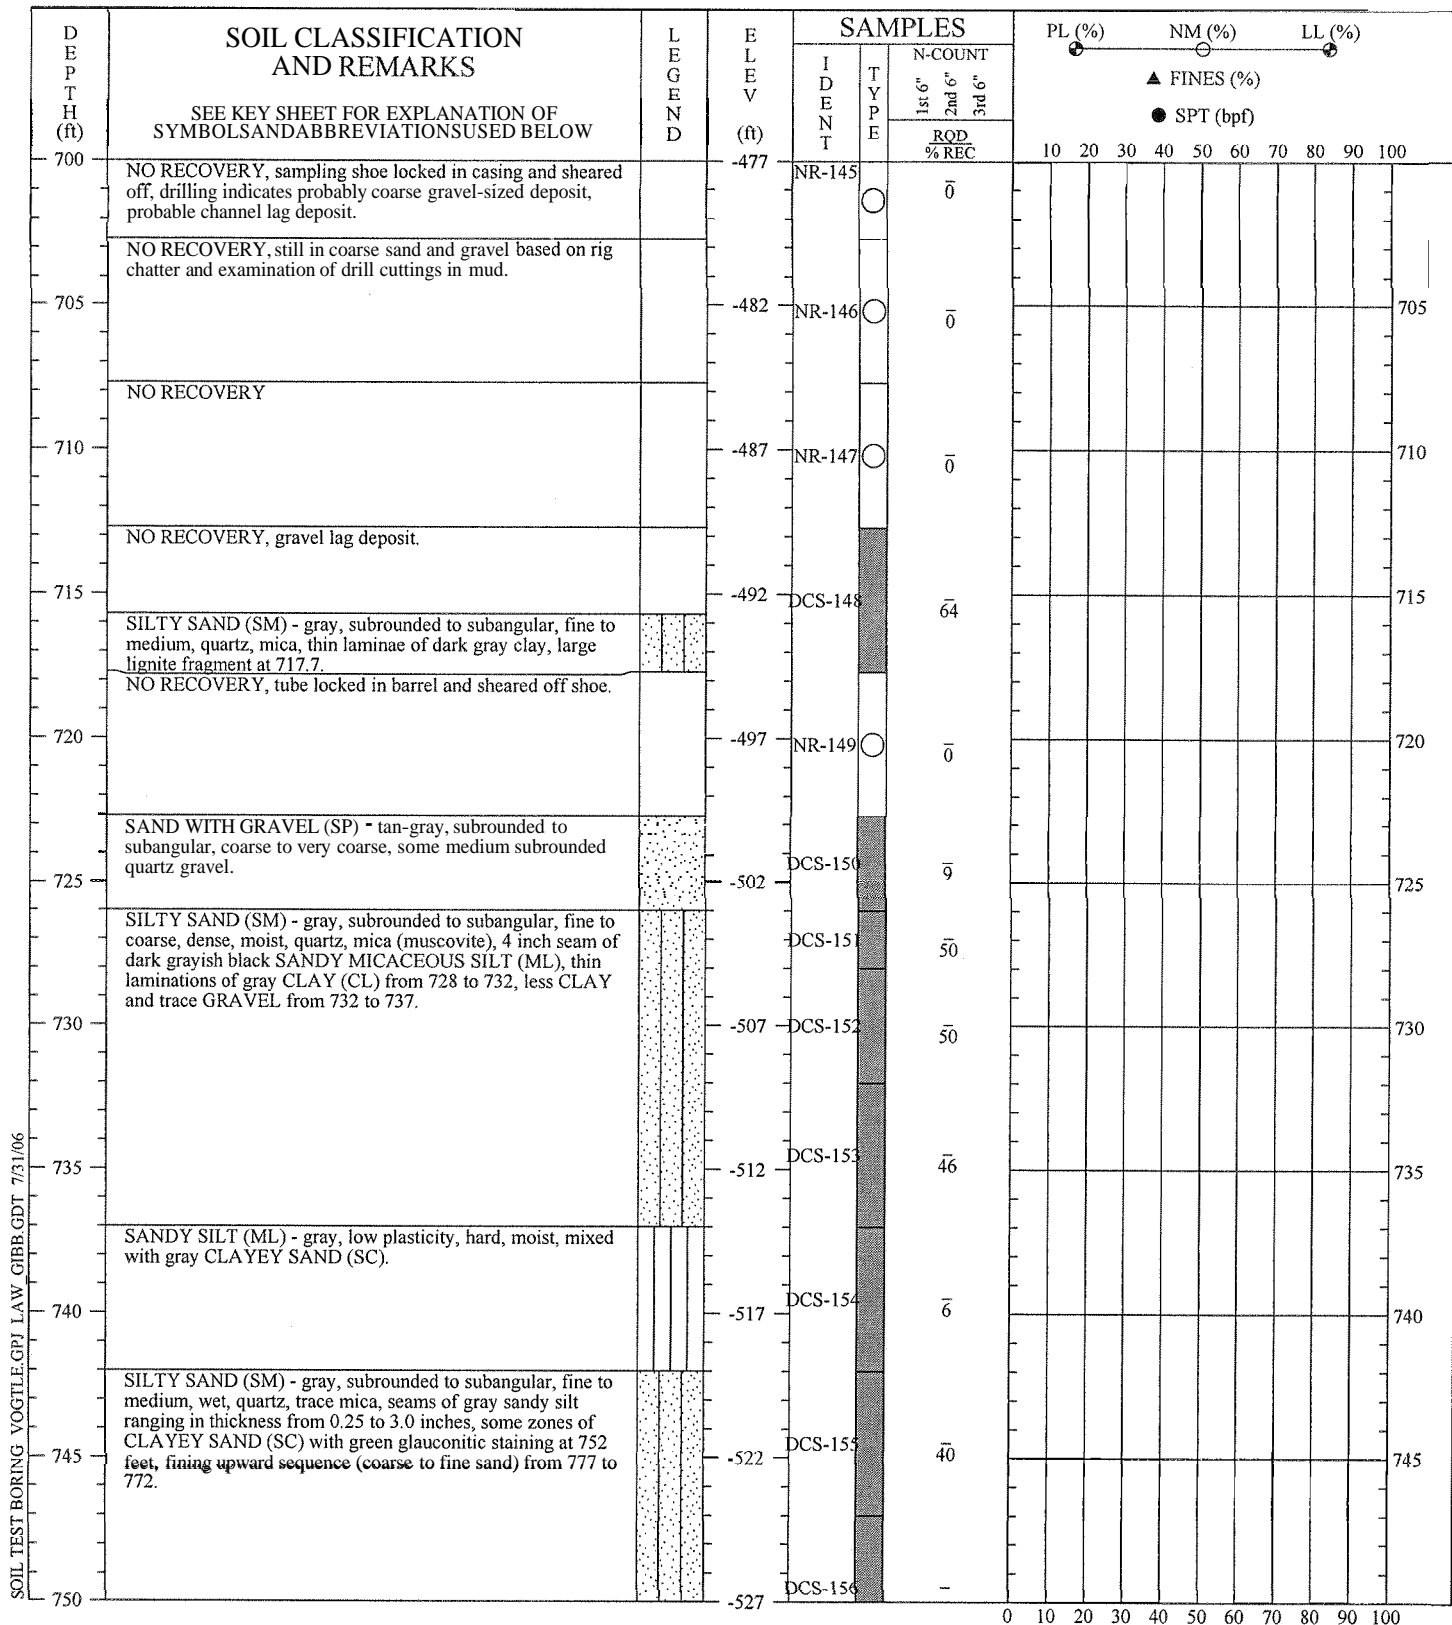 DEPTH (ft)
SOIL CLASSIFICATION
AND REMARKS
SEE KEY SHEET FOR EXPLANATION OF
SYMBOLSANDABBREVIATIONSUSED BELOW
LEGEND
ELEV (ft)
SAMPLES
IDENT
TYPE
N-COUNT
1st 6"
2nd 6"
3rd 6"
RQD
% REC
PL (%) NM (%) LL (%)
▲ FINES (%)
● SPT (bpf)
10 20 30 40 50 60 70 80 90 100
700
NO RECOVERY, sampling shoe locked in casing and sheared
off, drilling indicates probably coarse gravel-sized deposit,
probable channel lag deposit.
-477
NR-145
0
NO RECOVERY, still in coarse sand and gravel based on rig
chatter and examination of drill cuttings in mud.
705
-482
NR-146
0
705
NO RECOVERY
710
-487
NR-147
0
710
NO RECOVERY, gravel lag deposit.
715
-492
DCS-148
64
715
SILTY SAND (SM) - gray, subrounded to subangular, fine to
medium, quartz, mica, thin laminae of dark gray clay, large
lignite fragment at 717.7.
NO RECOVERY, tube locked in barrel and sheared off shoe.
720
-497
NR-149
0
720
SAND WITH GRAVEL (SP) - tan-gray, subrounded to
subangular, coarse to very coarse, some medium subrounded
quartz gravel.
725
-502
DCS-150
9
725
SILTY SAND (SM) - gray, subrounded to subangular, fine to
coarse, dense, moist, quartz, mica (muscovite), 4 inch seam of
dark grayish black SANDY MICACEOUS SILT (ML), thin
laminations of gray CLAY (CL) from 728 to 732, less CLAY
and trace GRAVEL from 732 to 737.
DCS-151
50
730
-507
DCS-152
50
730
735
-512
DCS-153
46
735
SANDY SILT (ML) - gray, low plasticity, hard, moist, mixed
with gray CLAYEY SAND (SC).
740
-517
DCS-154
6
740
SILTY SAND (SM) - gray, subrounded to subangular, fine to
medium, wet, quartz, trace mica, seams of gray sandy silt
ranging in thickness from 0.25 to 3.0 inches, some zones of
CLAYEY SAND (SC) with green glauconitic staining at 752
feet, fining upward sequence (coarse to fine sand) from 777 to
772.
745
-522
DCS-155
40
745
750
-527
DCS-156
0 10 20 30 40 50 60 70 80 90 100
SOIL TEST BORING VOGTLE.GPJ LAW_GIBB.GDT 7/31/06